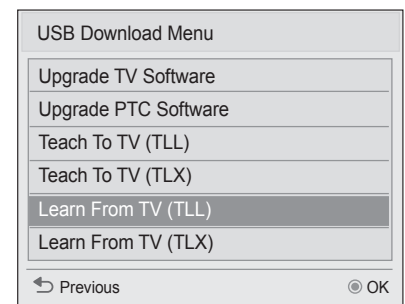 USB Download Menu
Upgrade TV Software
Upgrade PTC Software
Teach To TV (TLL)
Teach To TV (TLX)
Learn From TV (TLL)
Learn From TV (TLX)
Previous
OK